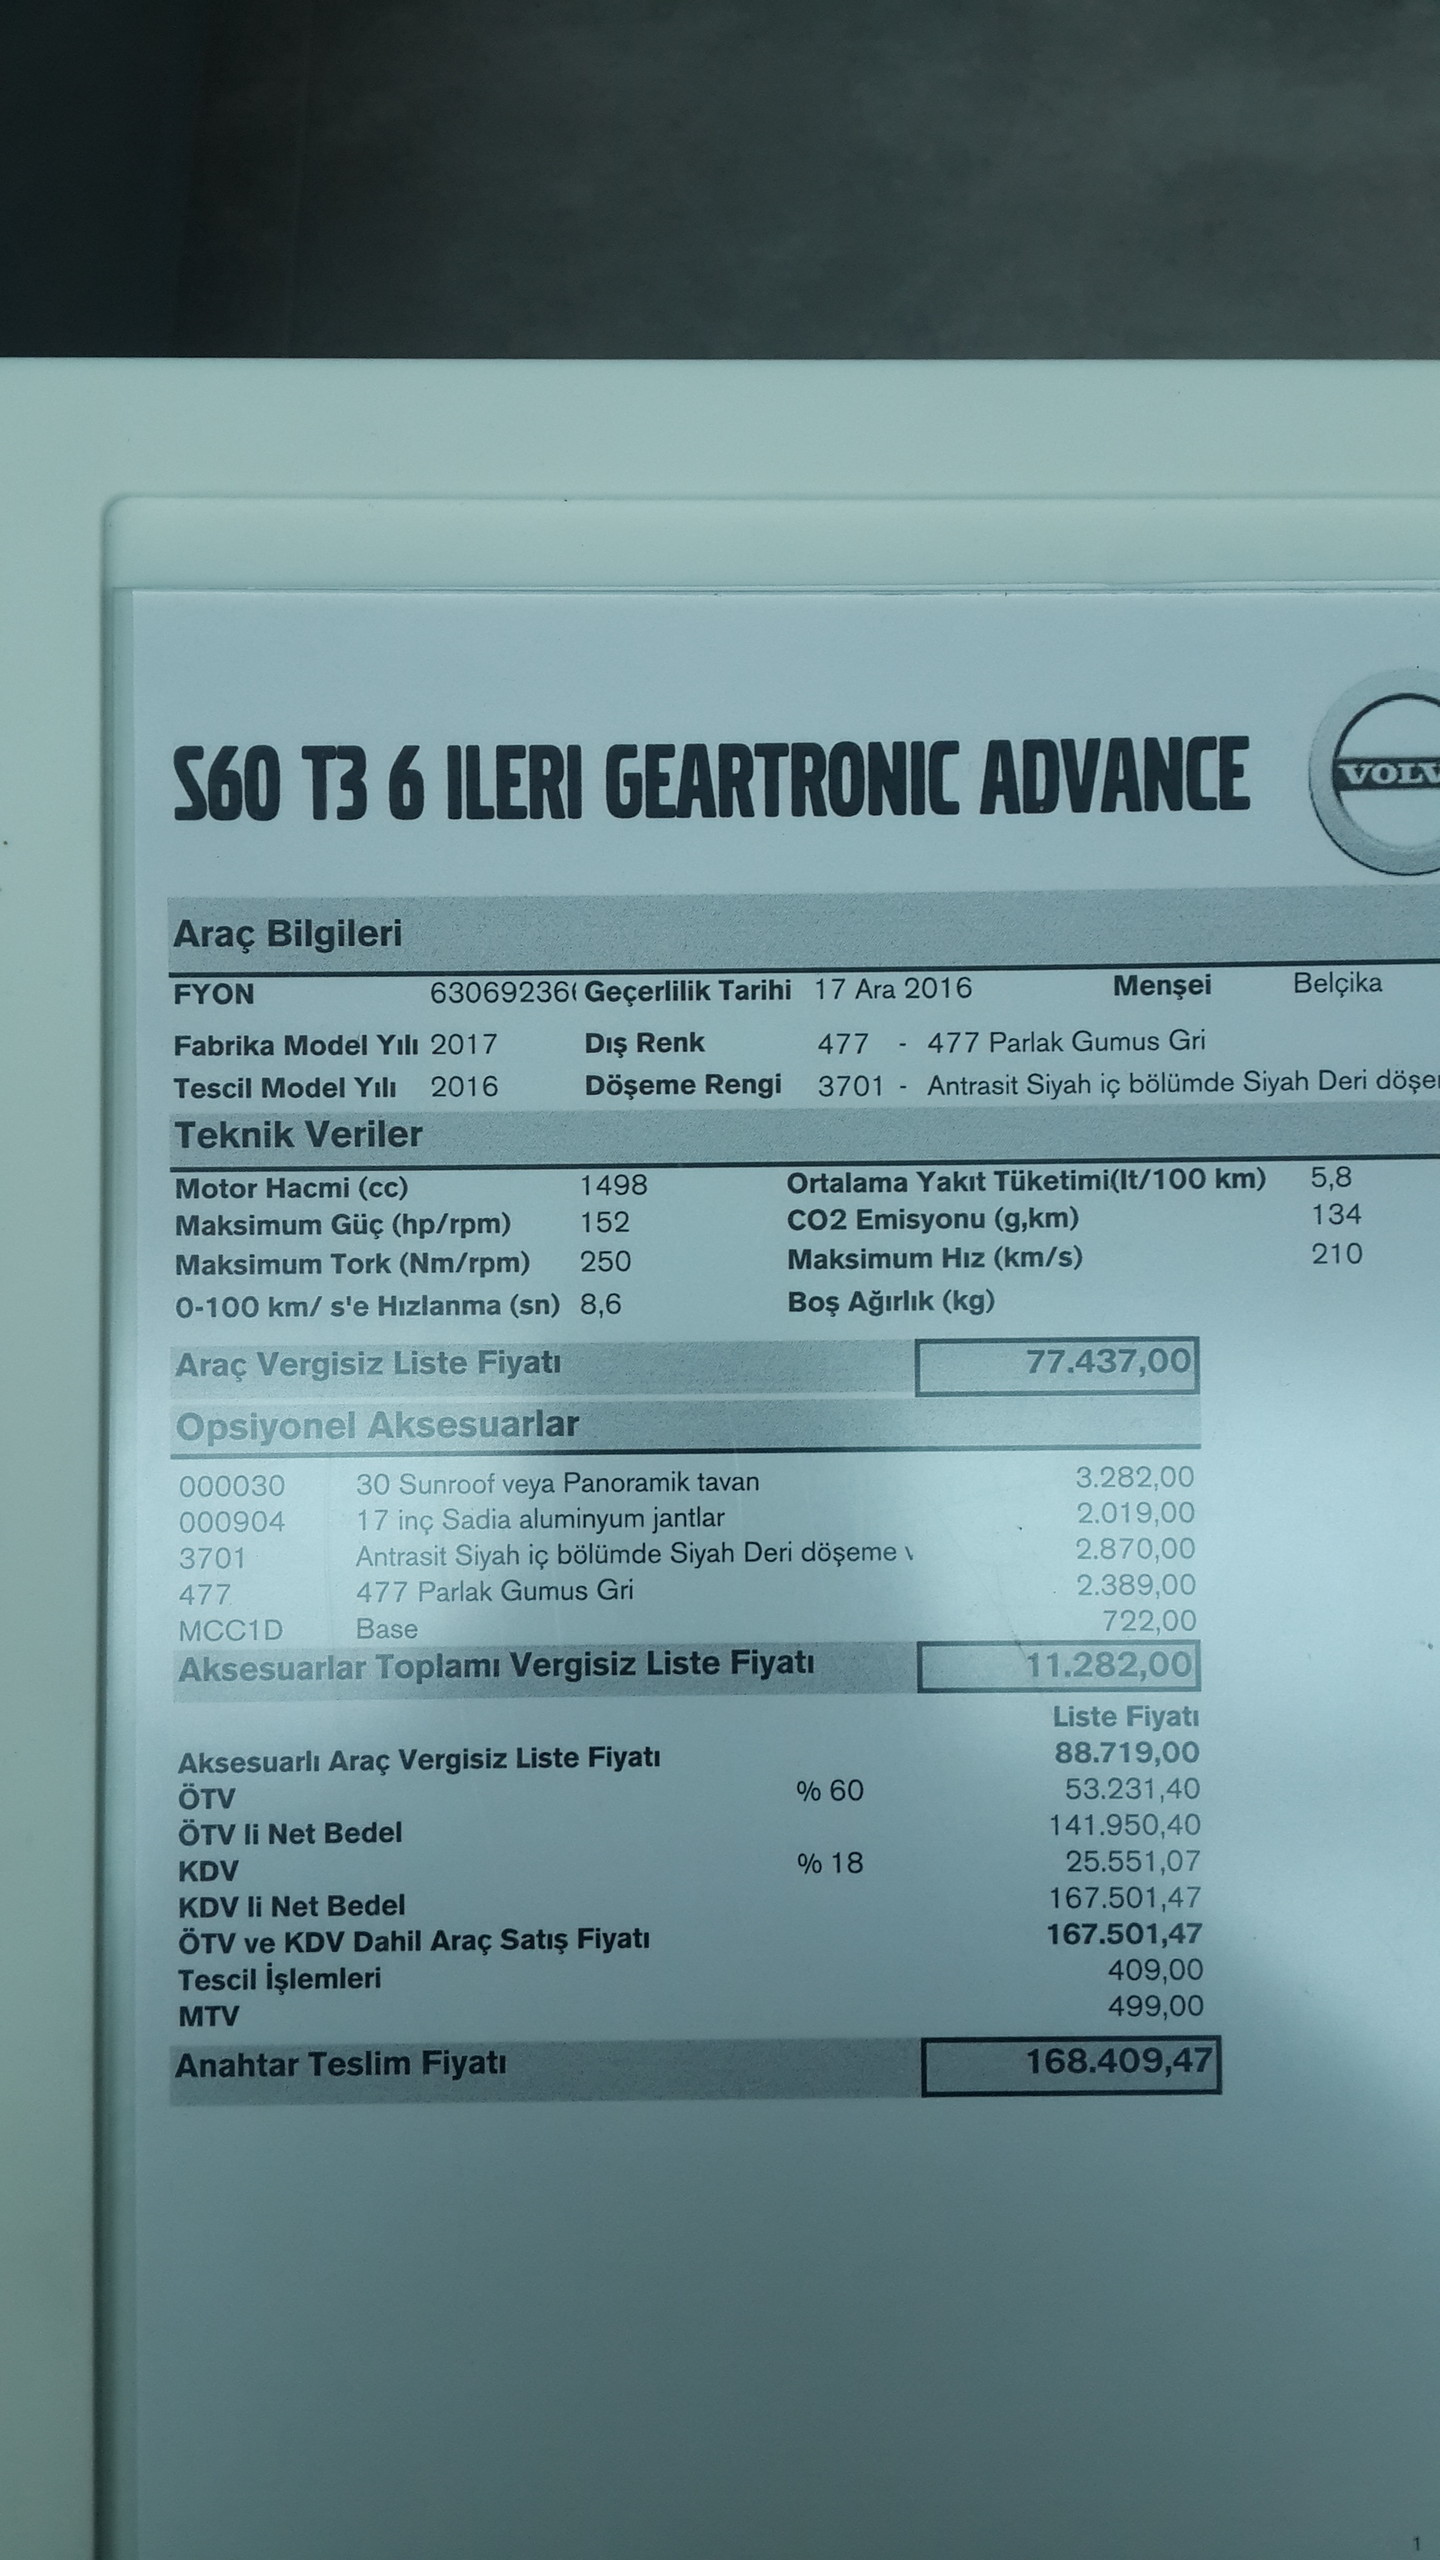 S60 T3 6 ILERI GEARTRONIC ADVANCE
VOLV
Araç Bilgileri
FYON 63069236 Geçerlilik Tarihi 17 Ara 2016 Menşei Belçika
Fabrika Model Yılı 2017 Dış Renk 477 - 477 Parlak Gumus Gri
Tescil Model Yılı 2016 Döşeme Rengi 3701 - Antrasit Siyah iç bölümde Siyah Deri döşe
Teknik Veriler
Motor Hacmi (cc) 1498 Ortalama Yakıt Tüketimi(lt/100 km) 5,8
Maksimum Güç (hp/rpm) 152 CO2 Emisyonu (g,km) 134
Maksimum Tork (Nm/rpm) 250 Maksimum Hız (km/s) 210
0-100 km/ s'e Hızlanma (sn) 8,6 Boş Ağırlık (kg)
Araç Vergisiz Liste Fiyatı 77.437,00
Opsiyonel Aksesuarlar
000030 30 Sunroof veya Panoramik tavan 3.282,00
000904 17 inç Sadia aluminyum jantlar 2.019,00
3701 Antrasit Siyah iç bölümde Siyah Deri döşeme 2.870,00
477 477 Parlak Gumus Gri 2.389,00
MCC1D Base 722,00
Aksesuarlar Toplamı Vergisiz Liste Fiyatı 11.282,00
Liste Fiyatı
Aksesuarlı Araç Vergisiz Liste Fiyatı 88.719,00
ÖTV % 60 53.231,40
ÖTV li Net Bedel 141.950,40
KDV % 18 25.551,07
KDV li Net Bedel 167.501,47
ÖTV ve KDV Dahil Araç Satış Fiyatı 167.501,47
Tescil İşlemleri 409,00
MTV 499,00
Anahtar Teslim Fiyatı 168.409,47
1